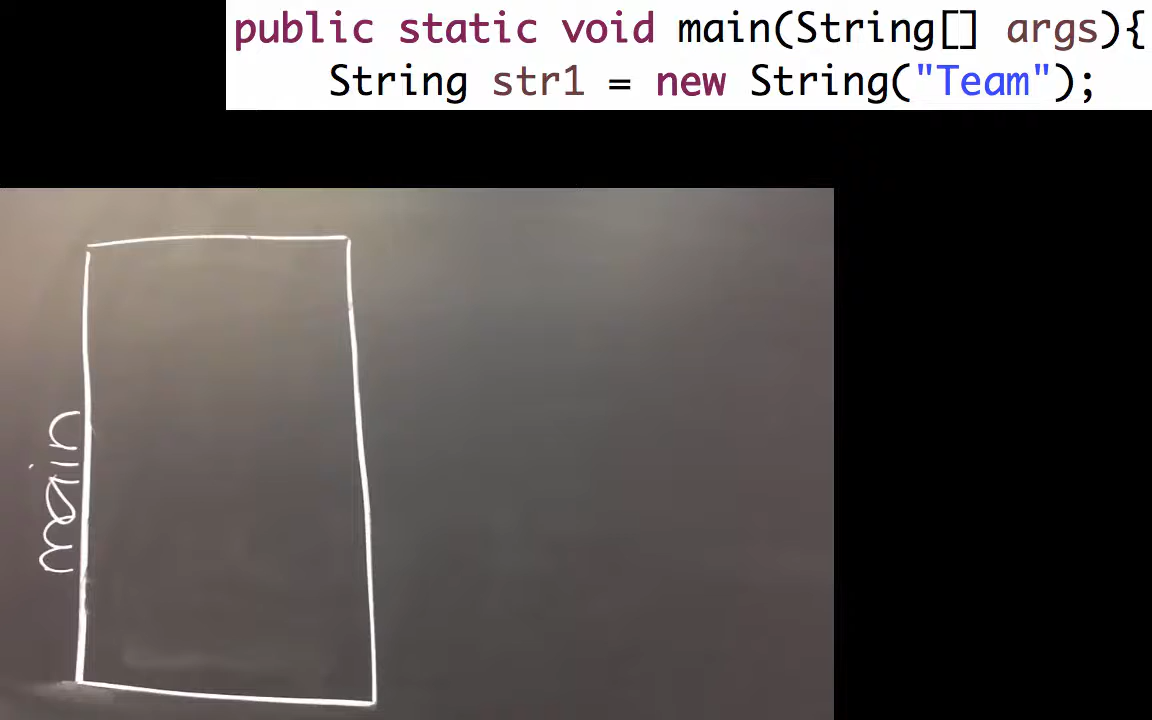 public static void main(String[] args){
String str1 = new String("Team");
main